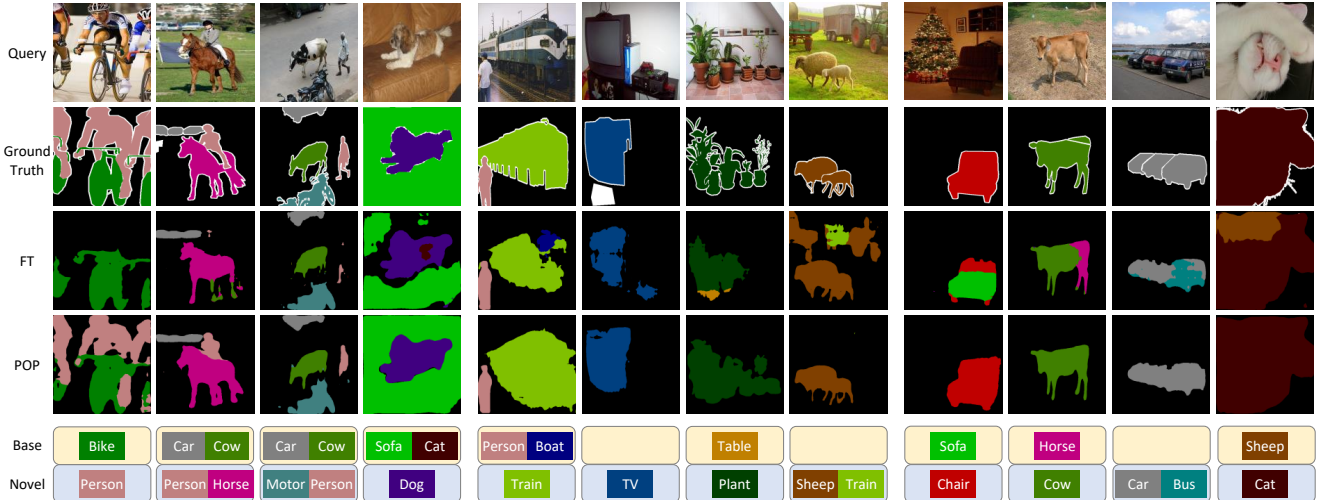 Query
Ground
Truth
FT
POP
Base
Bike
Car Cow
Car Cow
Sofa Cat
Person Boat
Table
Sofa
Horse
Sheep
Novel
Person
Person Horse
Motor Person
Dog
Train
TV
Plant
Sheep Train
Chair
Cow
Car Bus
Cat